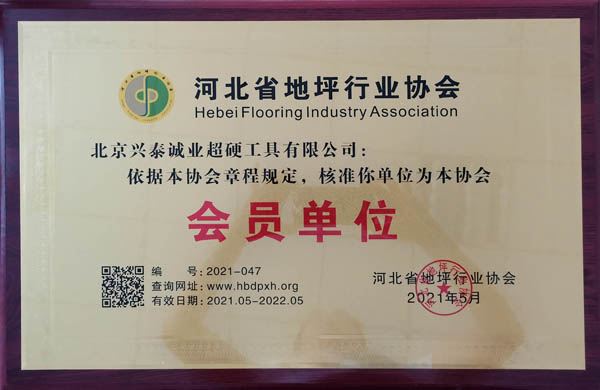 河北省地坪行业协会
Hebei Flooring Industry Association
北京兴泰诚业超硬工具有限公司：
依据本协会章程规定，核准你单位为本协会
会员单位
编 号：2021-047
查询网址：www.hbdpxh.org
有效日期：2021.05-2022.05
河北省地坪行业协会
2021年5月